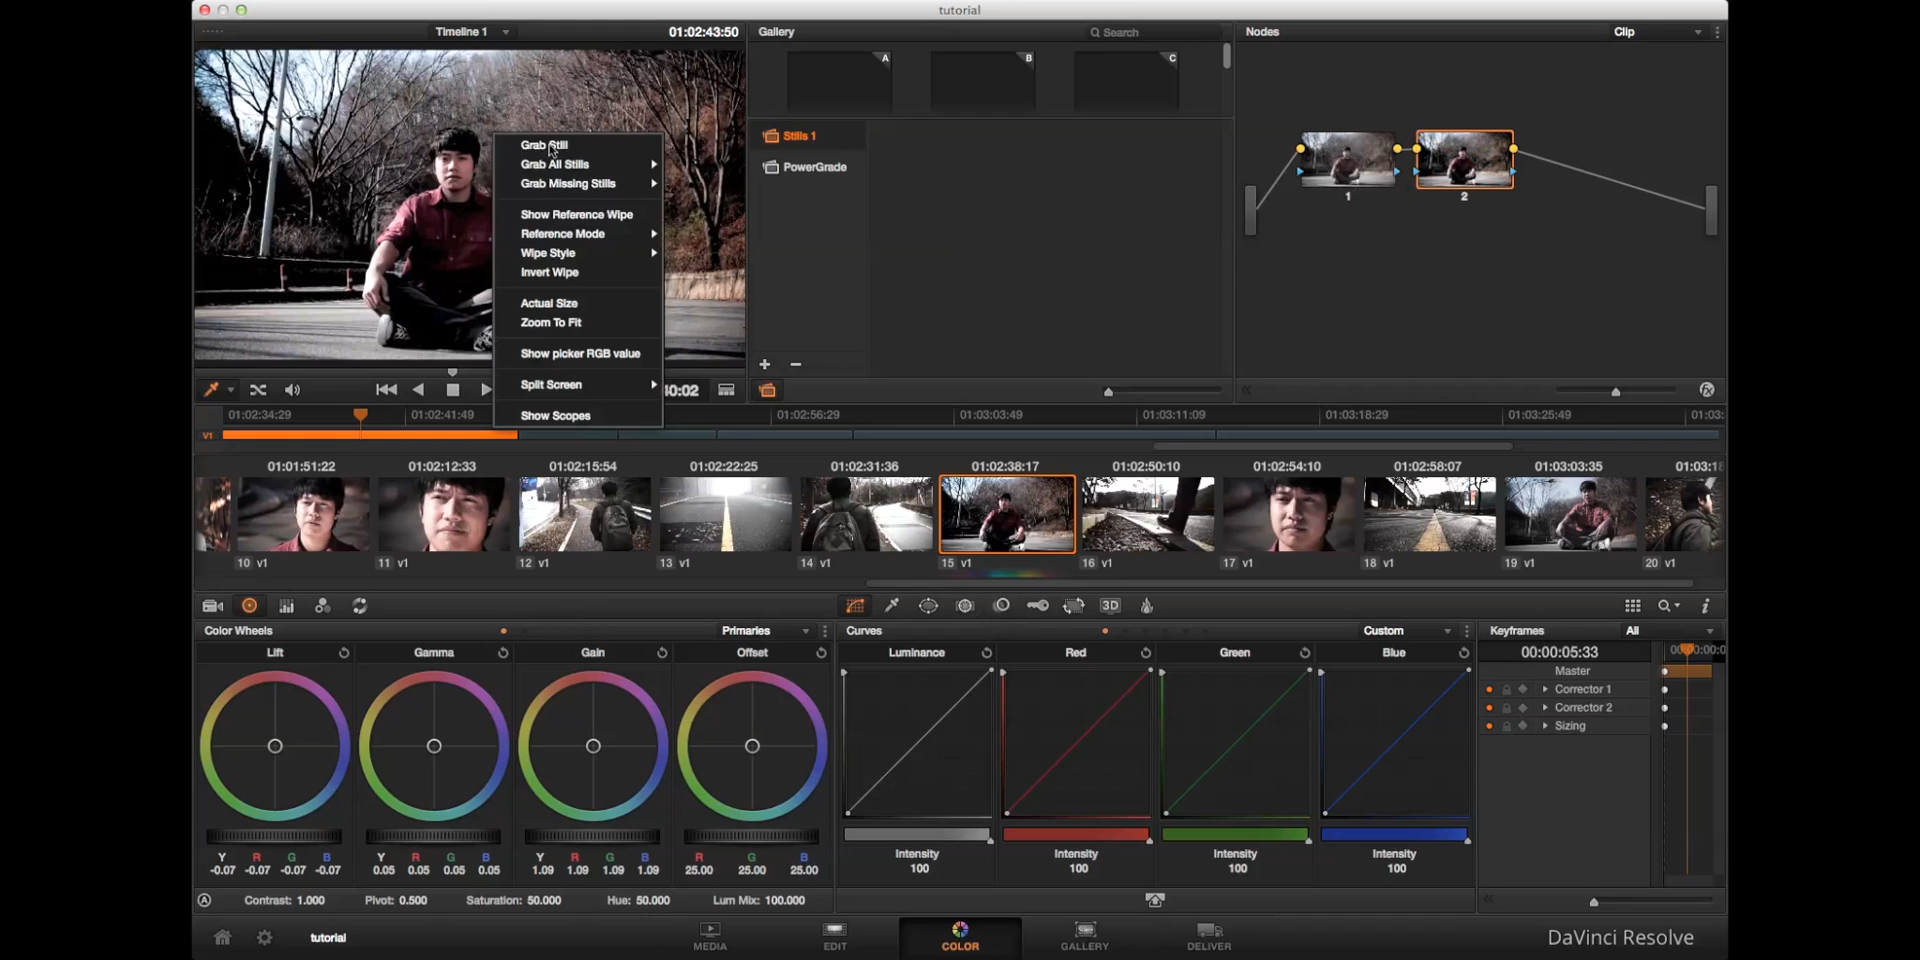 tutorial
Timeline 1
01:02:43:50
Gallery
Search
Nodes
Clip
A
B
C
Stills 1
PowerGrade
Grab Still
Grab All Stills
Grab Missing Stills
Show Reference Wipe
Reference Mode
Wipe Style
Invert Wipe
Actual Size
Zoom To Fit
Show picker RGB value
Split Screen
Show Scopes
1
2
40:02
01:02:34:29
01:02:41:49
01:02:56:29
01:03:03:49
01:03:11:09
01:03:18:29
01:03:25:49
01:03:
V1
01:01:51:22
01:02:12:33
01:02:15:54
01:02:22:25
01:02:31:36
01:02:38:17
01:02:50:10
01:02:54:10
01:02:58:07
01:03:03:35
01:03:18
10 v1
11 v1
12 v1
13 v1
14 v1
15 v1
16 v1
17 v1
18 v1
19 v1
20 v1
3D
Color Wheels
Primaries
Curves
Custom
Keyframes
All
Lift
Gamma
Gain
Offset
Luminance
Red
Green
Blue
00:00:05:33
Master
Corrector 1
Corrector 2
Sizing
Y R G B
-0.07 -0.07 -0.07 -0.07
Y R G B
0.05 0.05 0.05 0.05
Y R G B
1.09 1.09 1.09 1.09
R G B
25.00 25.00 25.00
Intensity
100
Intensity
100
Intensity
100
Intensity
100
A
Contrast: 1.000
Pivot: 0.500
Saturation: 50.000
Hue: 50.000
Lum Mix: 100.000
tutorial
MEDIA
EDIT
COLOR
GALLERY
DELIVER
DaVinci Resolve